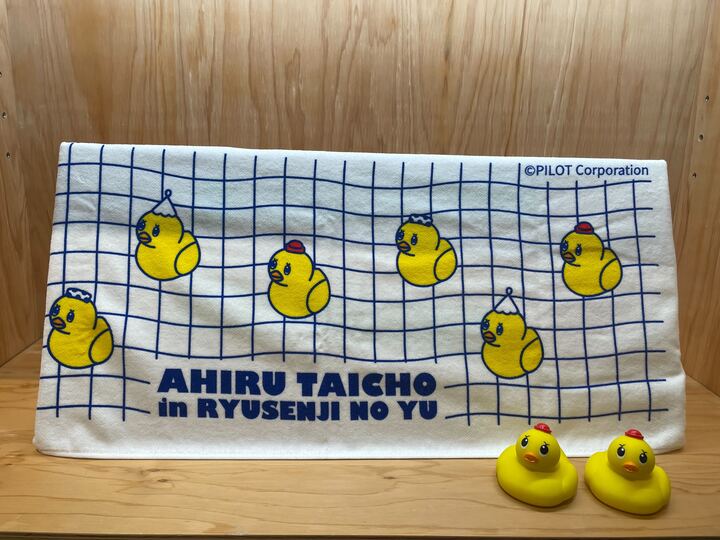 ©PILOT Corporation
AHIRU TAICHO
in RYUSENJI NO YU